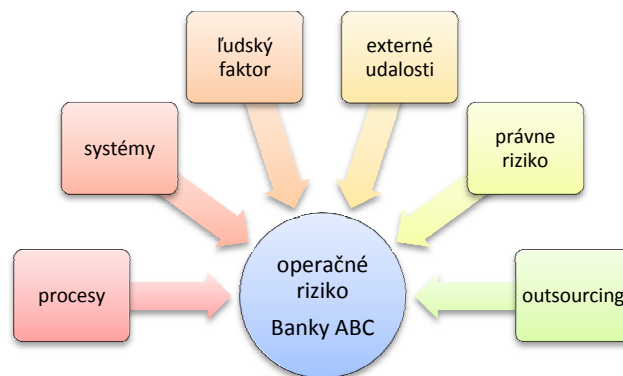 ľudský
faktor
externé
udalosti
systémy
právne
riziko
procesy
operačné
riziko
Banky ABC
outsourcing